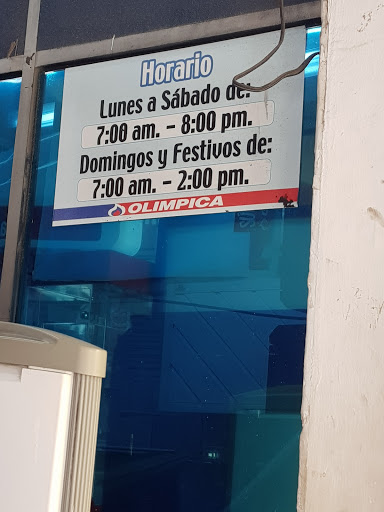 Horario
Lunes a Sábado de:
7:00 am. - 8:00 pm.
Domingos y Festivos de:
7:00 am. - 2:00 pm.
OLIMPICA